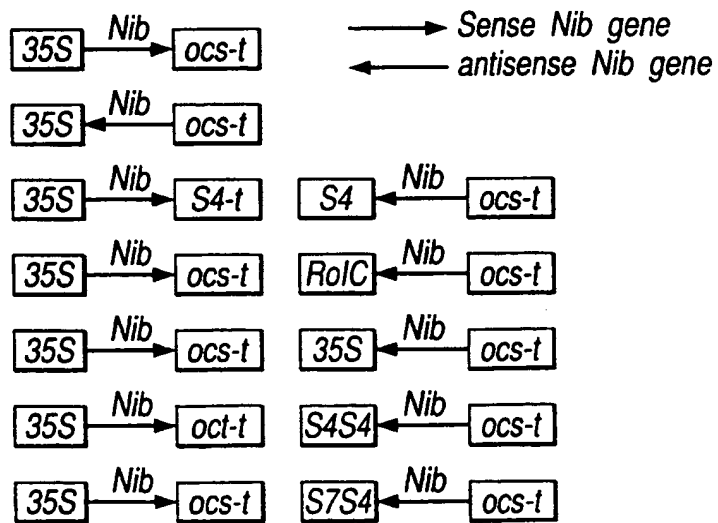 Nib
35S ocs-t
Sense Nib gene
antisense Nib gene
Nib
35S ocs-t
Nib Nib
35S S4-t S4 ocs-t
Nib Nib
35S ocs-t RolC ocs-t
Nib Nib
35S ocs-t 35S ocs-t
Nib Nib
35S oct-t S4S4 ocs-t
Nib Nib
35S ocs-t S7S4 ocs-t